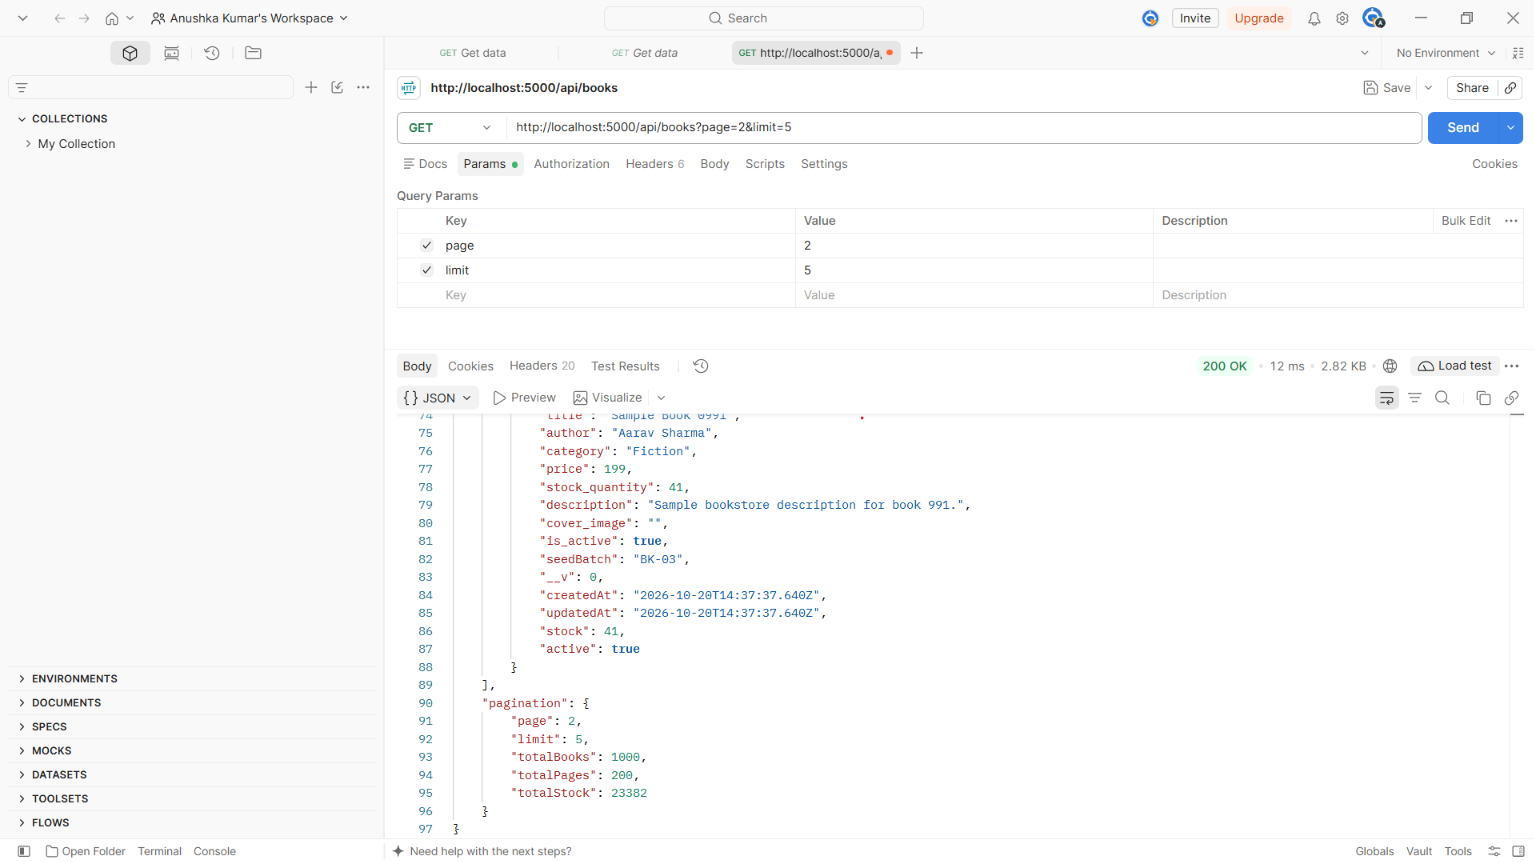 Anushka Kumar's Workspace
Search
Invite
Upgrade
GET Get data
GET Get data
GET http://localhost:5000/a
No Environment
http://localhost:5000/api/books
Save
Share
COLLECTIONS
My Collection
GET
http://localhost:5000/api/books?page=2&limit=5
Send
Docs
Params
Authorization
Headers 6
Body
Scripts
Settings
Cookies
Query Params
Key Value Description Bulk Edit
page 2
limit 5
Key Value Description
Body
Cookies
Headers 20
Test Results
200 OK
12 ms
2.82 KB
Load test
{} JSON
Preview
Visualize
74 "title": "Sample Book 0991",
75 "author": "Aarav Sharma",
76 "category": "Fiction",
77 "price": 199,
78 "stock_quantity": 41,
79 "description": "Sample bookstore description for book 991.",
80 "cover_image": "",
81 "is_active": true,
82 "seedBatch": "BK-03",
83 "__v": 0,
84 "createdAt": "2026-10-20T14:37:37.640Z",
85 "updatedAt": "2026-10-20T14:37:37.640Z",
86 "stock": 41,
87 "active": true
88 }
89 ],
90 "pagination": {
91 "page": 2,
92 "limit": 5,
93 "totalBooks": 1000,
94 "totalPages": 200,
95 "totalStock": 23382
96 }
97 }
ENVIRONMENTS
DOCUMENTS
SPECS
MOCKS
DATASETS
TOOLSETS
FLOWS
Open Folder
Terminal
Console
Need help with the next steps?
Globals
Vault
Tools